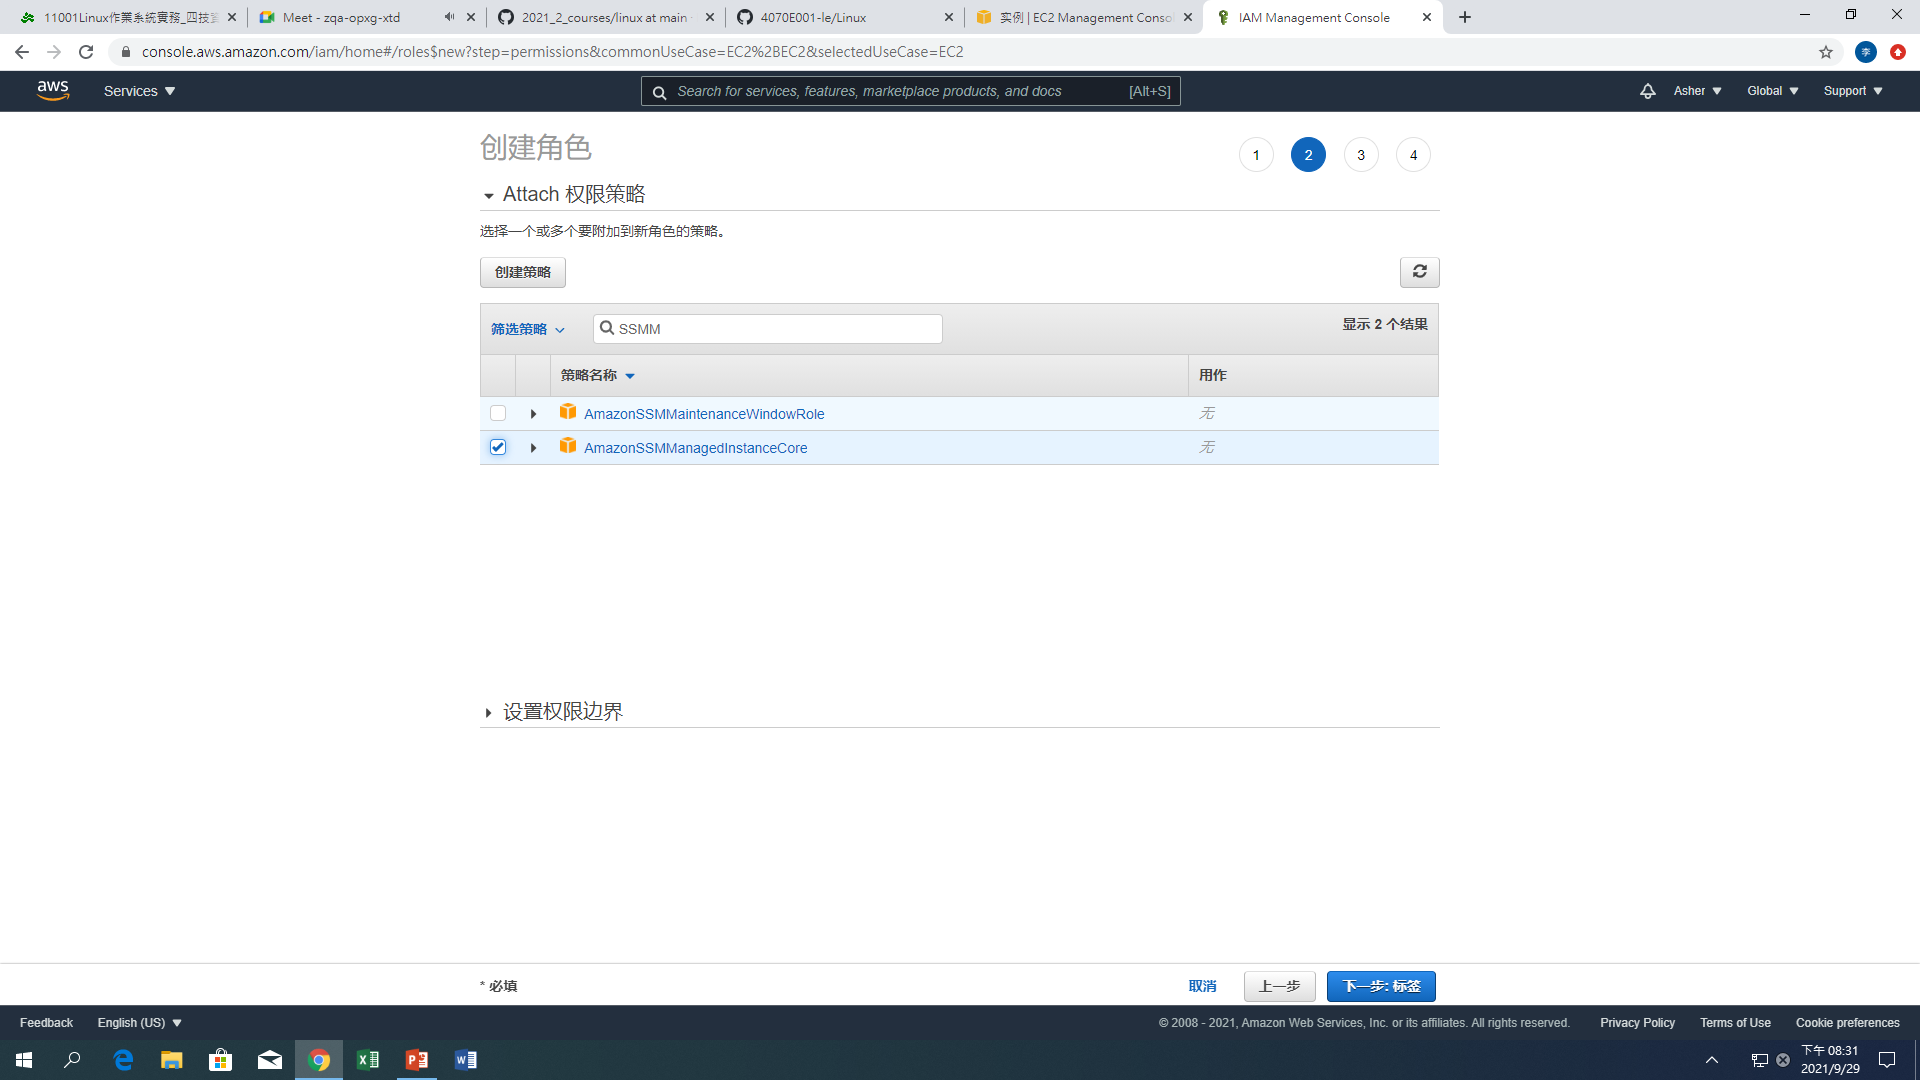 11001Linux作業系統實務_四技資
Meet - zqa-opxg-xtd
2021_2_courses/linux at main
4070E001-le/Linux
实例 | EC2 Management Conso
IAM Management Console
console.aws.amazon.com/iam/home#/roles$new?step=permissions&commonUseCase=EC2%2BEC2&selectedUseCase=EC2
李
aws
Services
Search for services, features, marketplace products, and docs
[Alt+S]
Asher
Global
Support
创建角色
1
2
3
4
Attach 权限策略
选择一个或多个要附加到新角色的策略。
创建策略
筛选策略
SSMM
显示 2 个结果
策略名称
用作
AmazonSSMMaintenanceWindowRole
无
AmazonSSMManagedInstanceCore
无
设置权限边界
* 必填
取消
上一步
下一步: 标签
Feedback
English (US)
© 2008 - 2021, Amazon Web Services, Inc. or its affiliates. All rights reserved.
Privacy Policy
Terms of Use
Cookie preferences
下午 08:31
2021/9/29